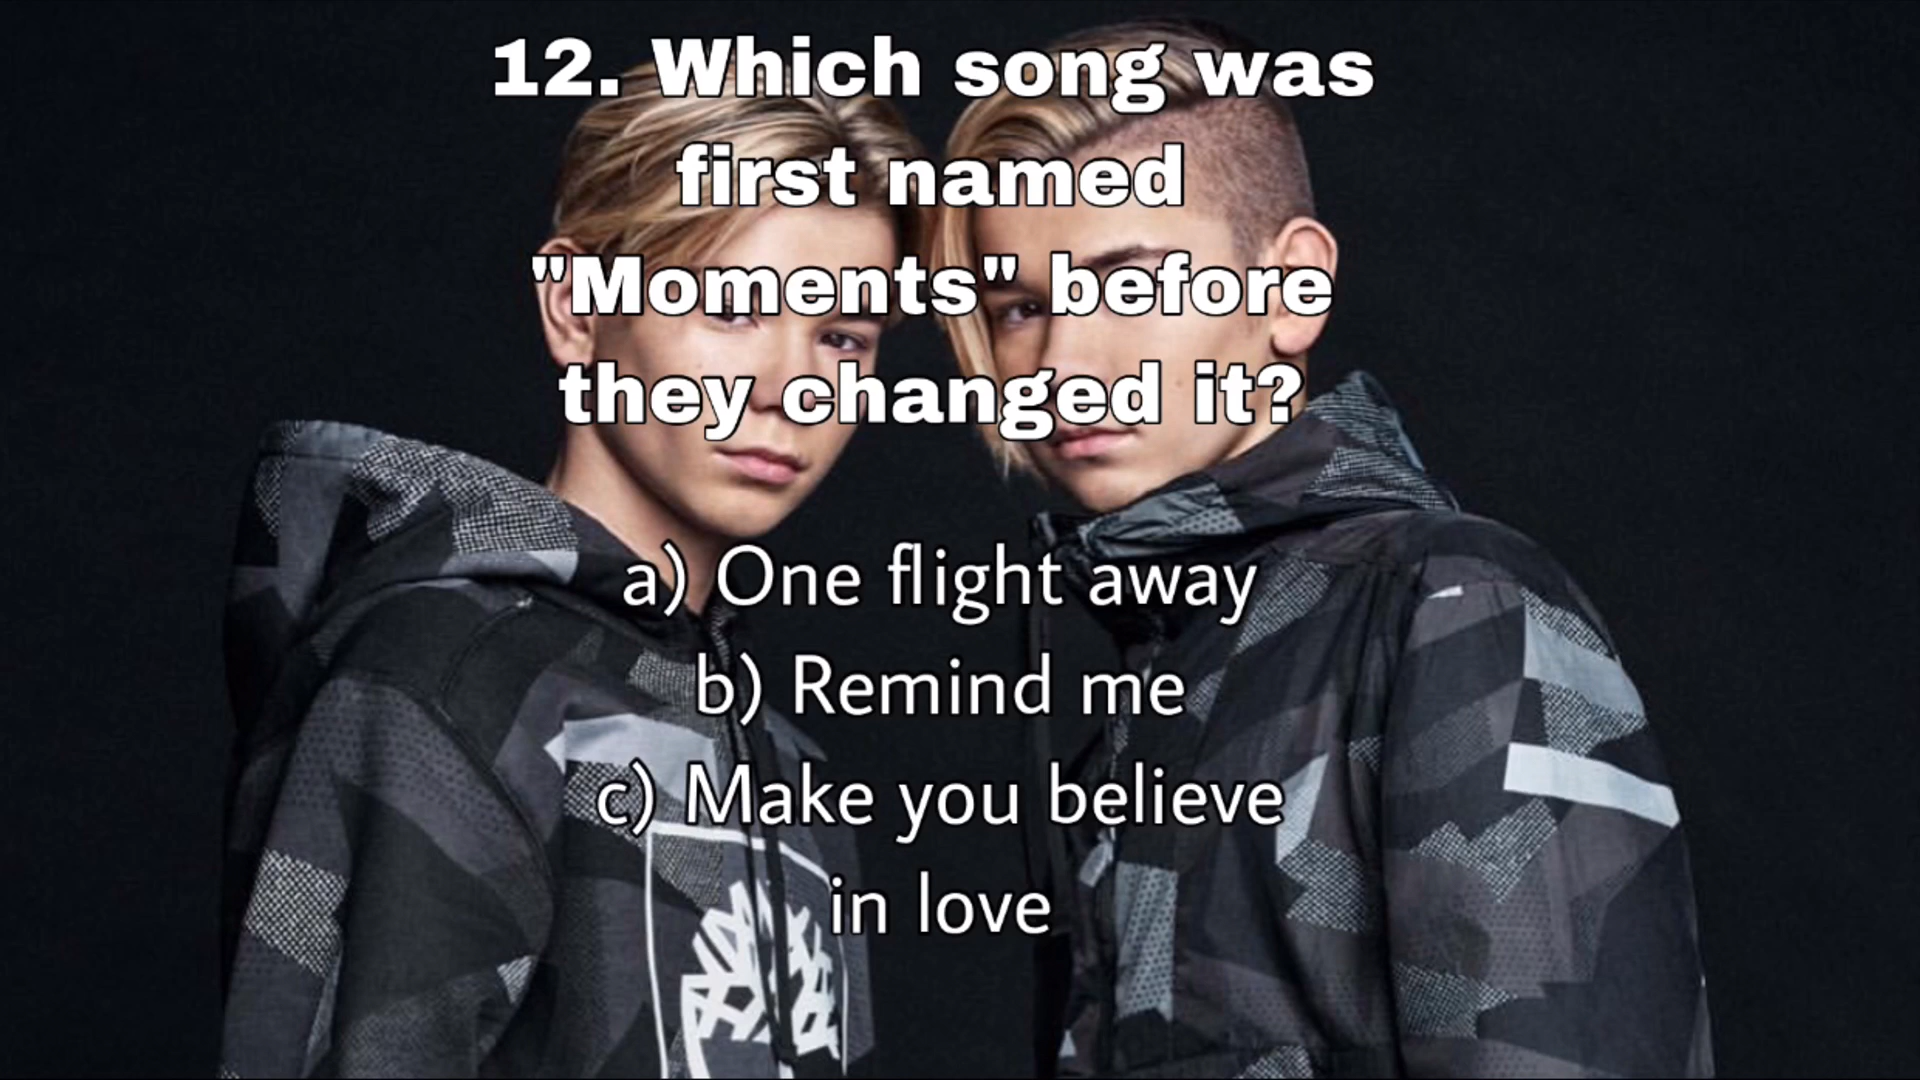 12. Which song was
first named
"Moments" before
they changed it?
a) One flight away
b) Remind me
c) Make you believe
in love